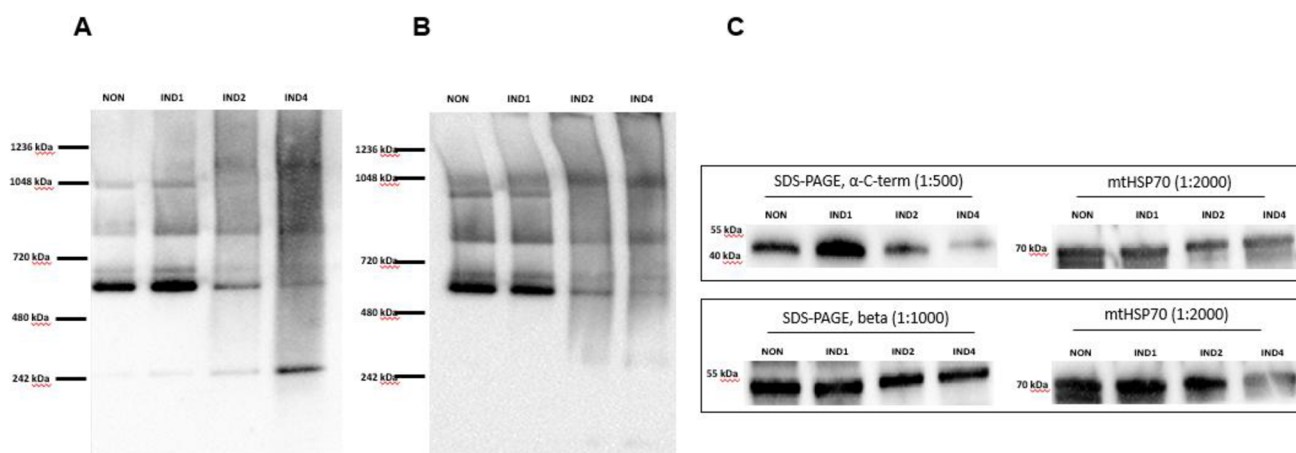 A
B
C
NON IND1 IND2 IND4
1236 kDa
1048 kDa
720 kDa
480 kDa
242 kDa
NON IND1 IND2 IND4
1236 kDa
1048 kDa
720 kDa
480 kDa
242 kDa
SDS-PAGE, α-C-term (1:500)
NON IND1 IND2 IND4
55 kDa
40 kDa
mtHSP70 (1:2000)
NON IND1 IND2 IND4
70 kDa
SDS-PAGE, beta (1:1000)
NON IND1 IND2 IND4
55 kDa
mtHSP70 (1:2000)
NON IND1 IND2 IND4
70 kDa